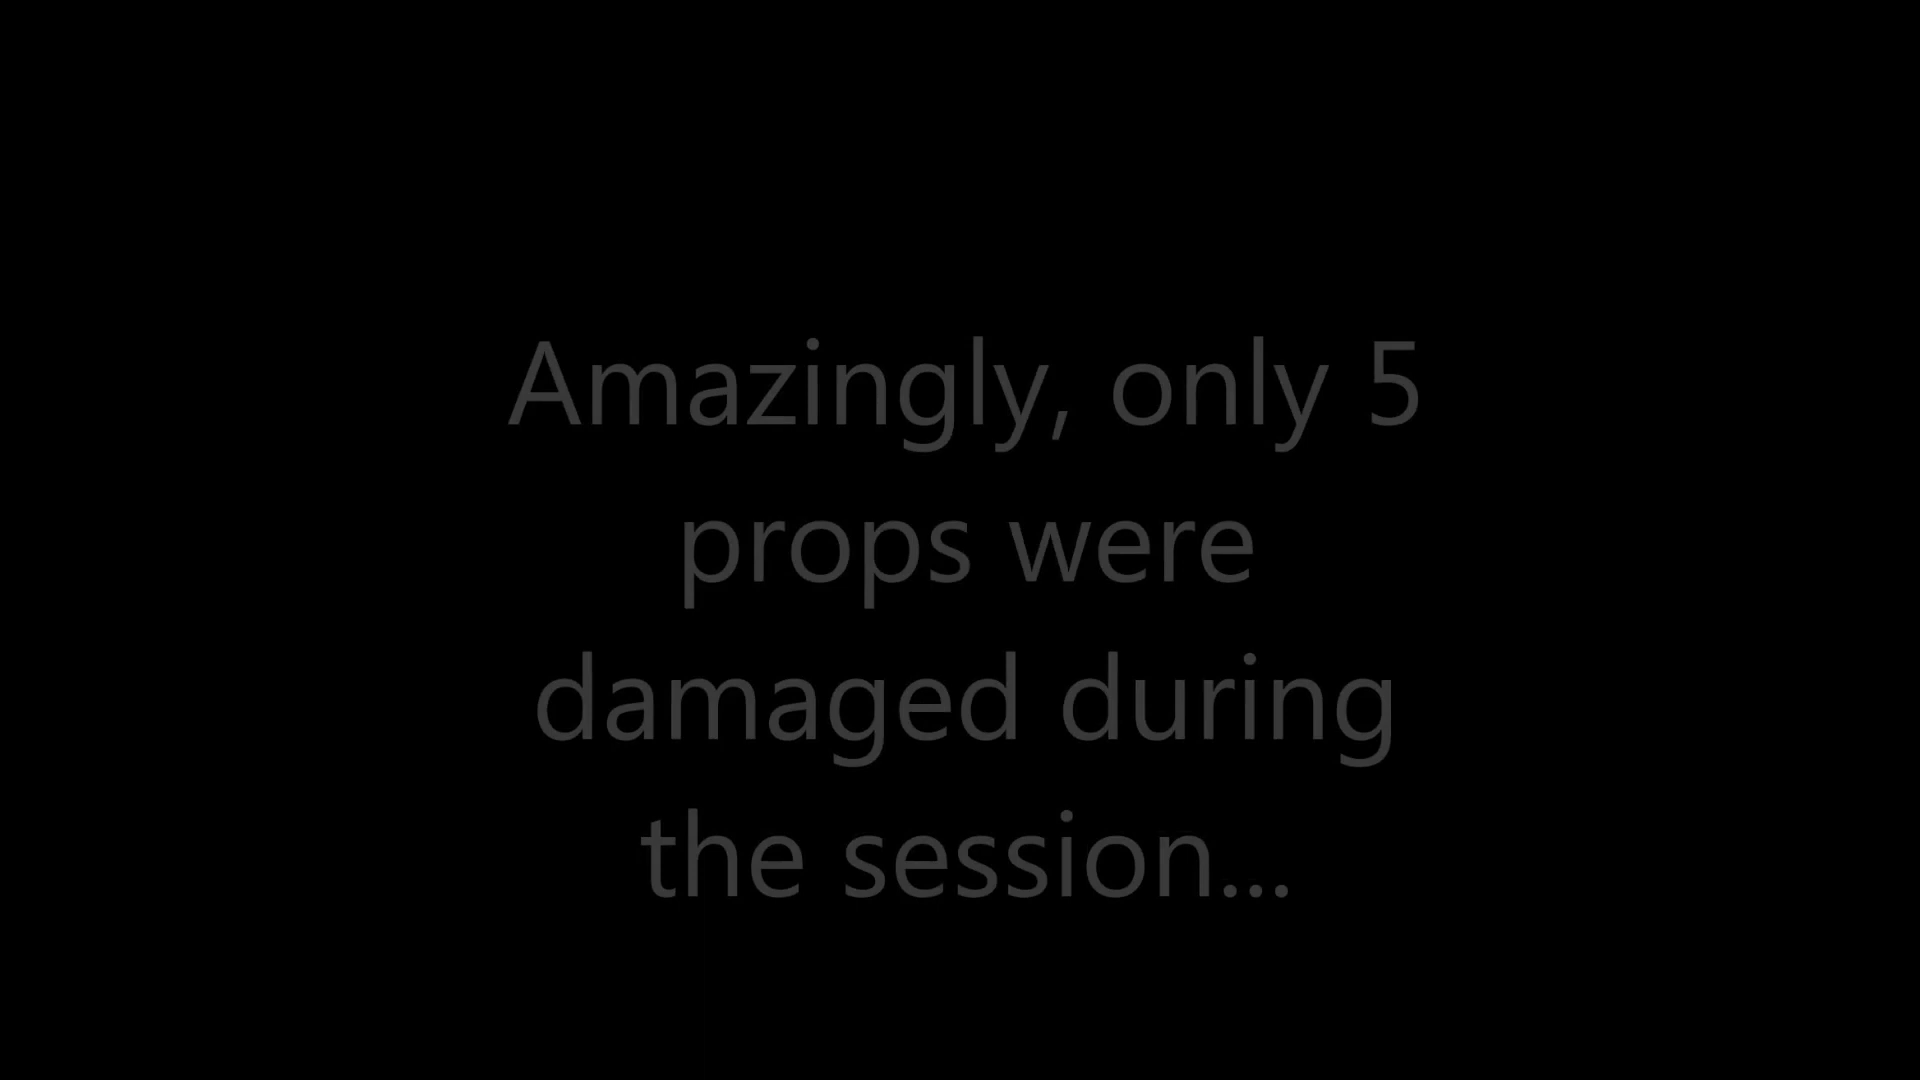 Amazingly, only 5
props were
damaged during
the session...